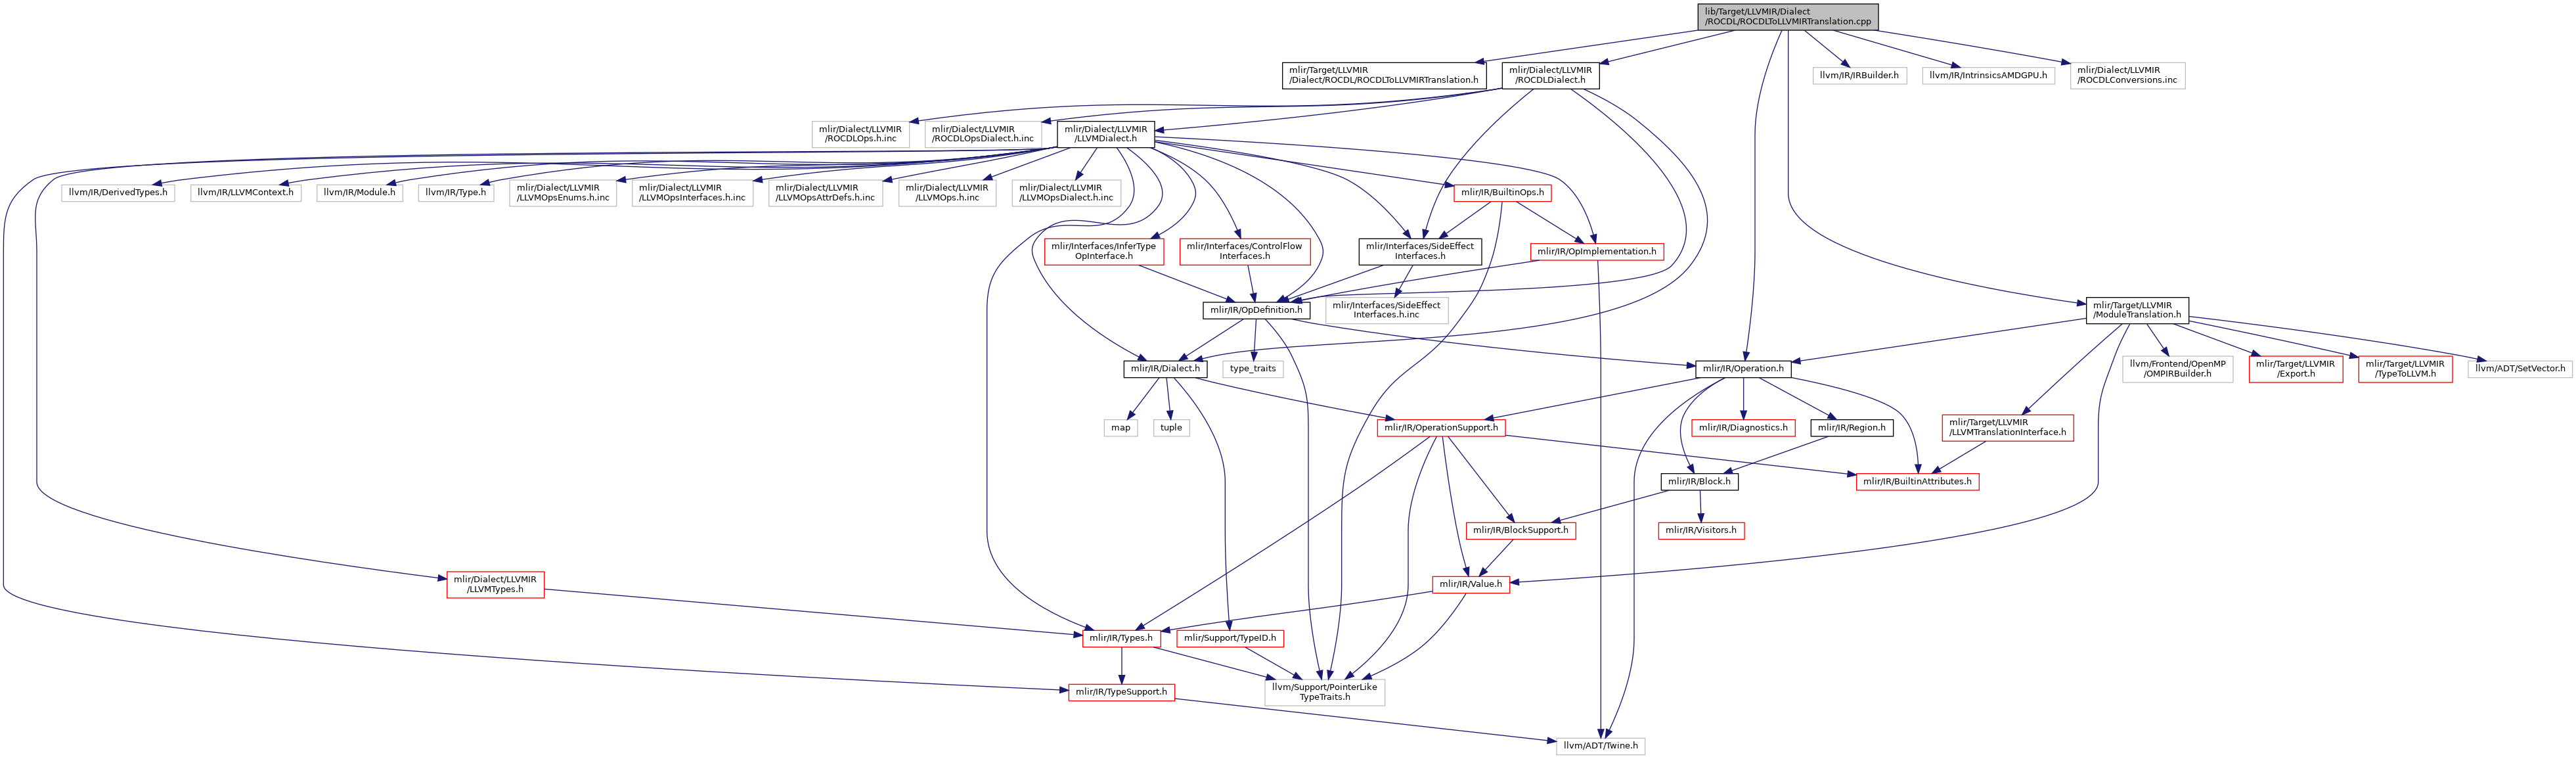 lib/Target/LLVMIR/Dialect
/ROCDL/ROCDLToLLVMIRTranslation.cpp
mlir/Target/LLVMIR
/Dialect/ROCDL/ROCDLToLLVMIRTranslation.h
mlir/Dialect/LLVMIR
/ROCDLDialect.h
llvm/IR/IRBuilder.h
llvm/IR/IntrinsicsAMDGPU.h
mlir/Dialect/LLVMIR
/ROCDLConversions.inc
mlir/Dialect/LLVMIR
/ROCDLOps.h.inc
mlir/Dialect/LLVMIR
/ROCDLOpsDialect.h.inc
mlir/Dialect/LLVMIR
/LLVMDialect.h
llvm/IR/DerivedTypes.h
llvm/IR/LLVMContext.h
llvm/IR/Module.h
llvm/IR/Type.h
mlir/Dialect/LLVMIR
/LLVMOpsEnums.h.inc
mlir/Dialect/LLVMIR
/LLVMOpsInterfaces.h.inc
mlir/Dialect/LLVMIR
/LLVMOpsAttrDefs.h.inc
mlir/Dialect/LLVMIR
/LLVMOps.h.inc
mlir/Dialect/LLVMIR
/LLVMOpsDialect.h.inc
mlir/IR/BuiltinOps.h
mlir/Interfaces/InferType
OpInterface.h
mlir/Interfaces/ControlFlow
Interfaces.h
mlir/Interfaces/SideEffect
Interfaces.h
mlir/IR/OpImplementation.h
mlir/IR/OpDefinition.h
mlir/Interfaces/SideEffect
Interfaces.h.inc
mlir/Target/LLVMIR
/ModuleTranslation.h
mlir/IR/Dialect.h
type_traits
mlir/IR/Operation.h
llvm/Frontend/OpenMP
/OMPIRBuilder.h
mlir/Target/LLVMIR
/Export.h
mlir/Target/LLVMIR
/TypeToLLVM.h
llvm/ADT/SetVector.h
map
tuple
mlir/IR/OperationSupport.h
mlir/IR/Diagnostics.h
mlir/IR/Region.h
mlir/Target/LLVMIR
/LLVMTranslationInterface.h
mlir/IR/Block.h
mlir/IR/BuiltinAttributes.h
mlir/IR/BlockSupport.h
mlir/IR/Visitors.h
mlir/Dialect/LLVMIR
/LLVMTypes.h
mlir/IR/Value.h
mlir/IR/Types.h
mlir/Support/TypeID.h
mlir/IR/TypeSupport.h
llvm/Support/PointerLike
TypeTraits.h
llvm/ADT/Twine.h